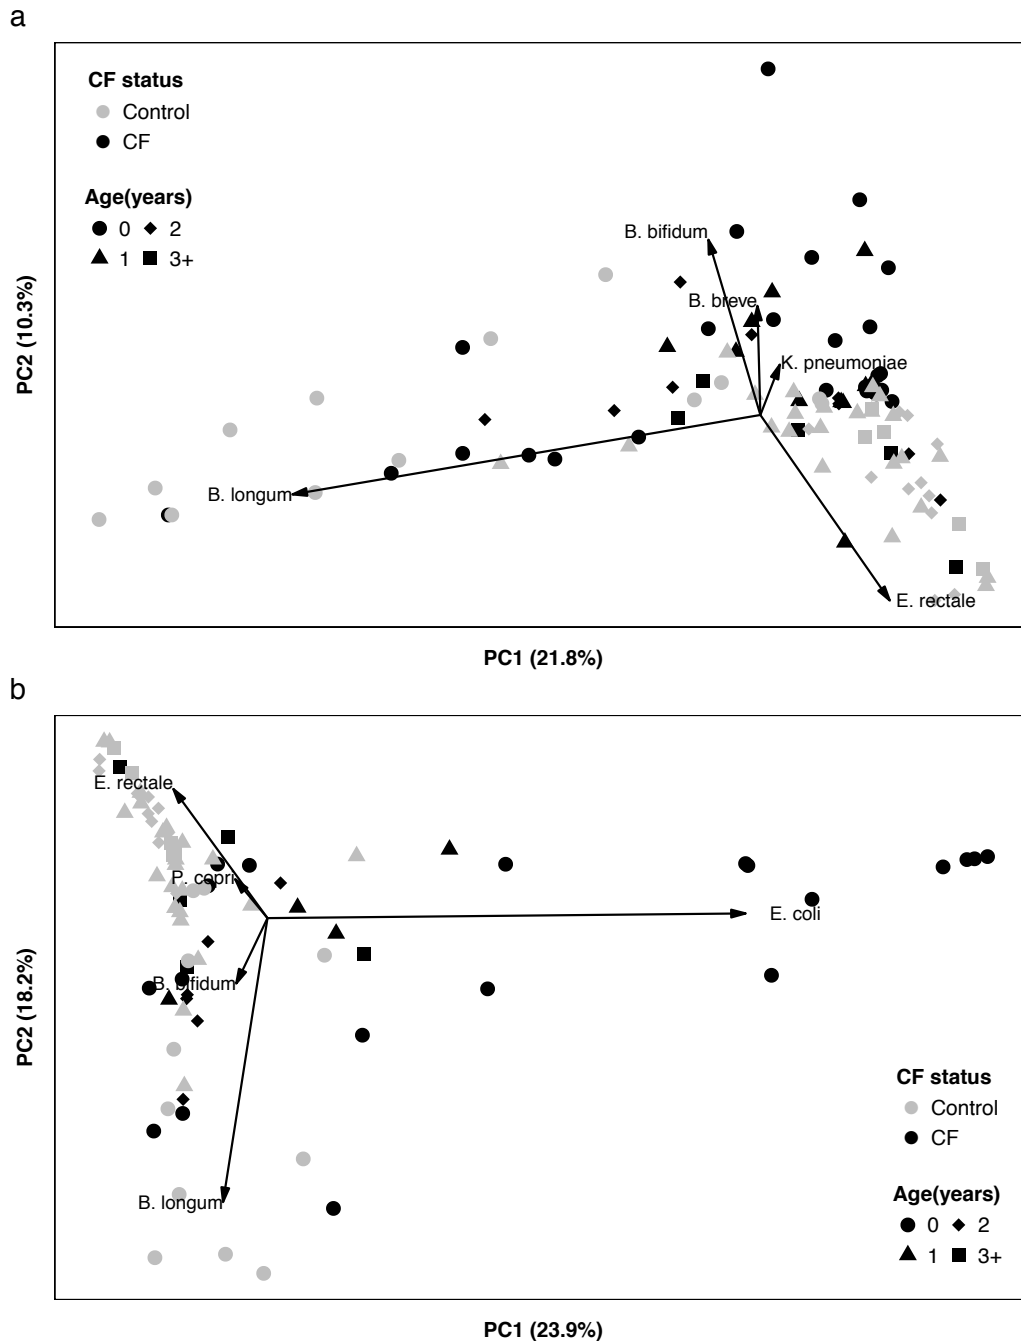 a
CF status
Control
CF
Age(years)
0 2
1 3+
B. bifidum
B. breve
K. pneumoniae
B. longum
E. rectale
PC2 (10.3%)
PC1 (21.8%)
b
E. rectale
P. copri
E. coli
B. bifidum
B. longum
CF status
Control
CF
Age(years)
0 2
1 3+
PC2 (18.2%)
PC1 (23.9%)